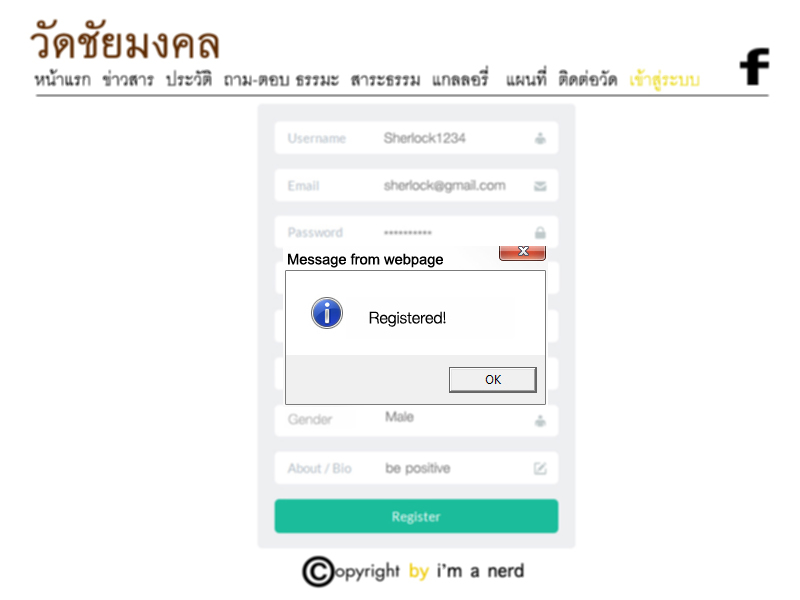 วัดชัยมงคล
หน้าแรก ข่าวสาร ประวัติ ถาม-ตอบ ธรรมะ สาระธรรม แกลลอรี่ แผนที่ ติดต่อวัด เข้าสู่ระบบ
f
Username Sherlock1234
Email sherlock@gmail.com
Password ••••••••••
Message from webpage x
i Registered!
OK
Gender Male
About / Bio be positive
Register
©opyright by i'm a nerd